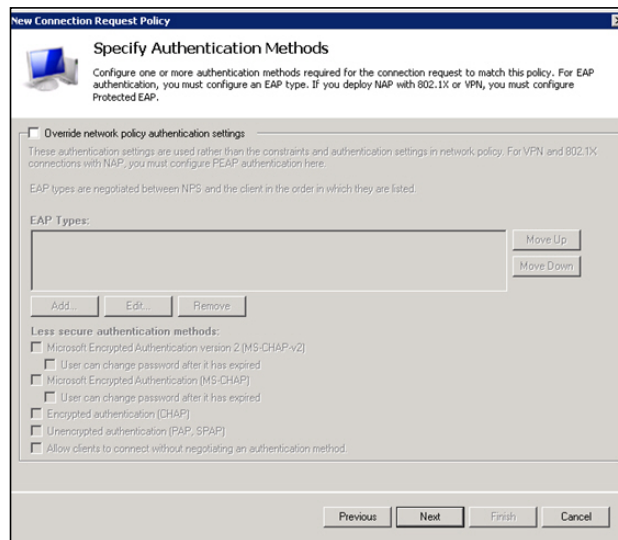 New Connection Request Policy
Specify Authentication Methods
Configure one or more authentication methods required for the connection request to match this policy. For EAP
authentication, you must configure an EAP type. If you deploy NAP with 802.1X or VPN, you must configure
Protected EAP.
Override network policy authentication settings
These authentication settings are used rather than the constraints and authentication settings in network policy. For VPN and 802.1X
connections with NAP, you must configure PEAP authentication here.
EAP types are negotiated between NPS and the client in the order in which they are listed.
EAP Types:
Move Up
Move Down
Add... Edit... Remove
Less secure authentication methods:
Microsoft Encrypted Authentication version 2 (MS-CHAP-v2)
User can change password after it has expired
Microsoft Encrypted Authentication (MS-CHAP)
User can change password after it has expired
Encrypted authentication (CHAP)
Unencrypted authentication (PAP, SPAP)
Allow clients to connect without negotiating an authentication method.
Previous Next Finish Cancel